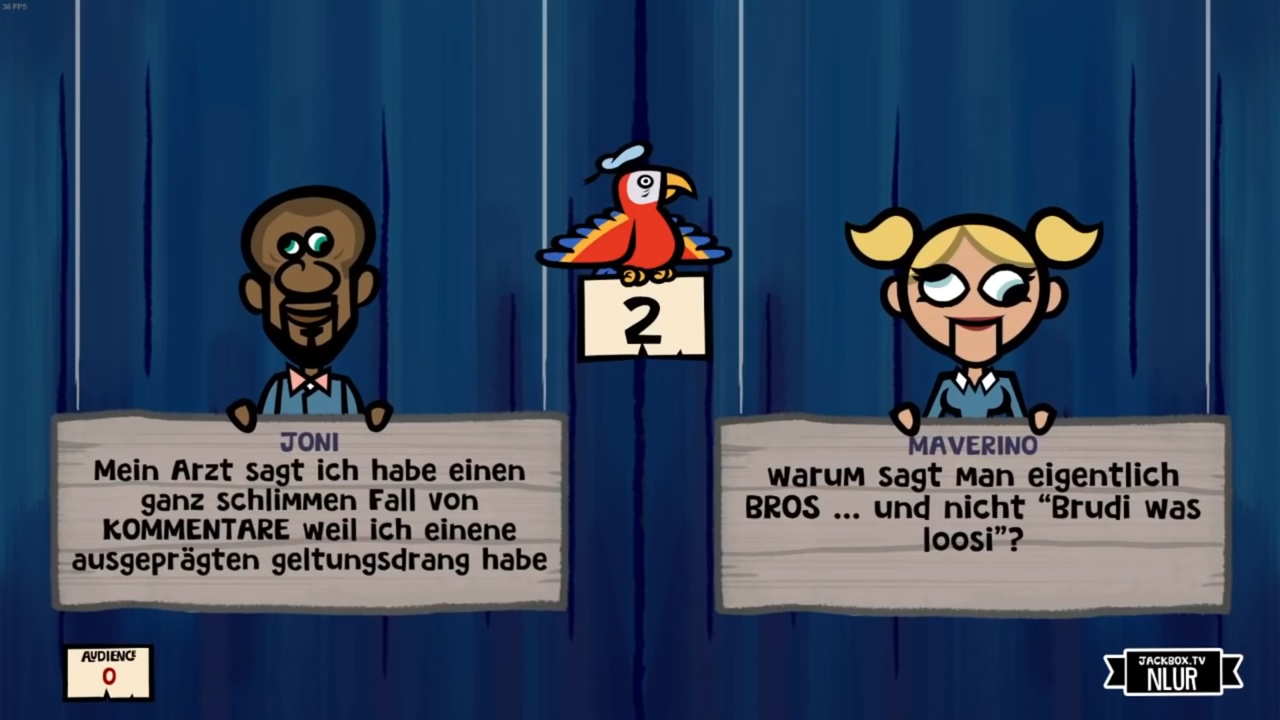 36 FPS
2
JONI
Mein Arzt sagt ich habe einen
ganz schlimmen Fall von
KOMMENTARE weil ich einene
ausgeprägten geltungsdrang habe
MAVERINO
warum sagt man eigentlich
BROS ... und nicht “Brudi was
loosi”?
AUDIENCE
0
JACKBOX.TV
NLUR